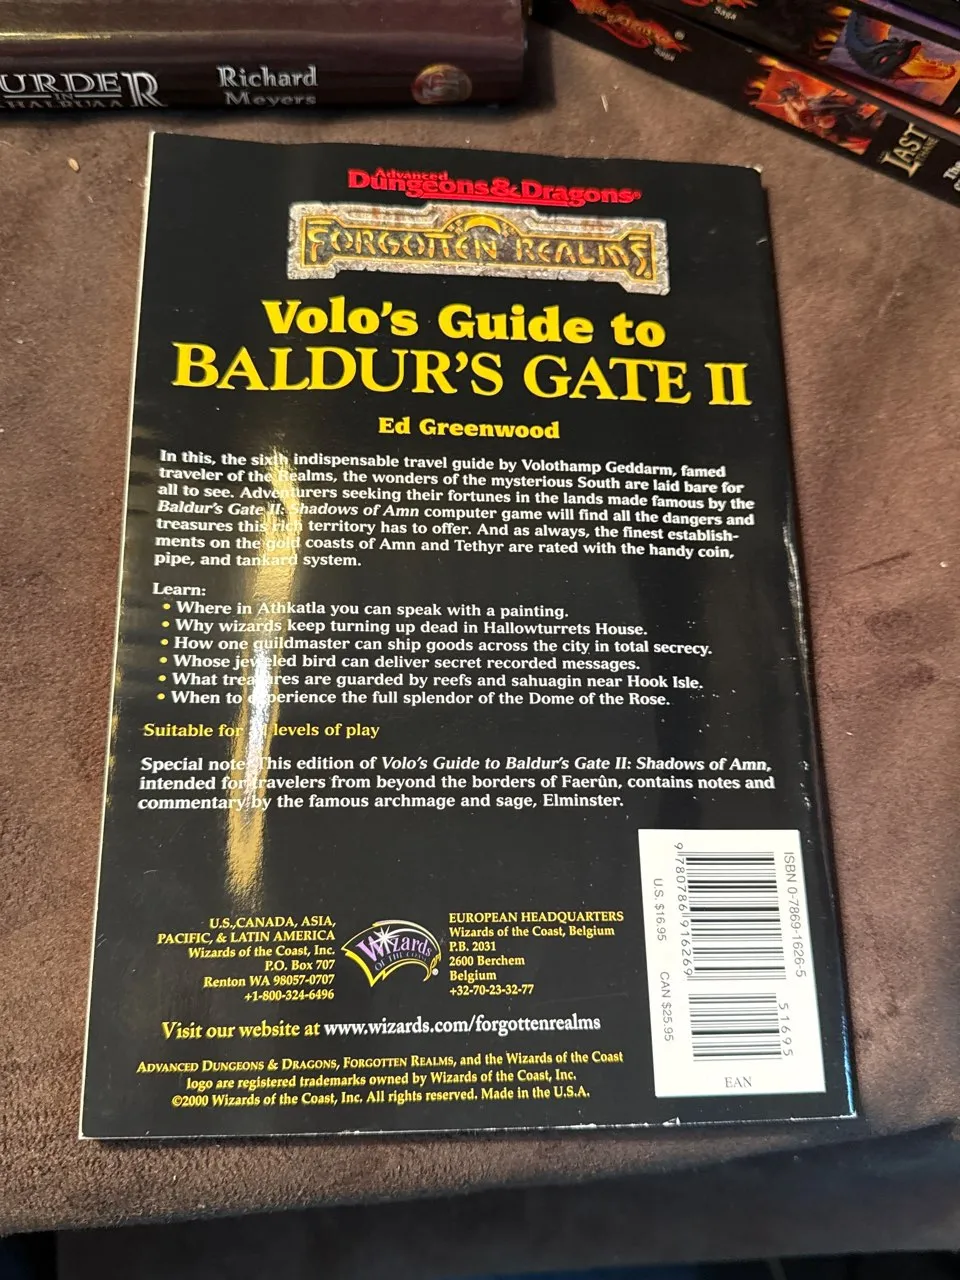 URDER
IN
HALRUAA
Richard
Meyers
Saga
Saga
LAST
THANE
The
Advanced
Dungeons & Dragons®
FORGOTTEN REALMS
Volo's Guide to
BALDUR'S GATE II
Ed Greenwood
In this, the sixth indispensable travel guide by Volothamp Geddarm, famed
traveler of the Realms, the wonders of the mysterious South are laid bare for
all to see. Adventurers seeking their fortunes in the lands made famous by the
Baldur's Gate II: Shadows of Amn computer game will find all the dangers and
treasures this rich territory has to offer. And as always, the finest establish-
ments on the gold coasts of Amn and Tethyr are rated with the handy coin,
pipe, and tankard system.
Learn:
• Where in Athkatla you can speak with a painting.
• Why wizards keep turning up dead in Hallowturrets House.
• How one guildmaster can ship goods across the city in total secrecy.
• Whose jeweled bird can deliver secret recorded messages.
• What treasures are guarded by reefs and sahuagin near Hook Isle.
• When to experience the full splendor of the Dome of the Rose.
Suitable for all levels of play
Special note: This edition of Volo's Guide to Baldur's Gate II: Shadows of Amn,
intended for travelers from beyond the borders of Faerûn, contains notes and
commentary by the famous archmage and sage, Elminster.
U.S.,CANADA, ASIA,
PACIFIC, & LATIN AMERICA
Wizards of the Coast, Inc.
P.O. Box 707
Renton WA 98057-0707
+1-800-324-6496
Wizards
OF THE COAST
®
EUROPEAN HEADQUARTERS
Wizards of the Coast, Belgium
P.B. 2031
2600 Berchem
Belgium
+32-70-23-32-77
Visit our website at www.wizards.com/forgottenrealms
ADVANCED DUNGEONS & DRAGONS, FORGOTTEN REALMS, and the Wizards of the Coast
logo are registered trademarks owned by Wizards of the Coast, Inc.
©2000 Wizards of the Coast, Inc. All rights reserved. Made in the U.S.A.
ISBN 0-7869-1626-5
9 780786 916269
51695
U.S. $16.95 CAN $25.95
EAN